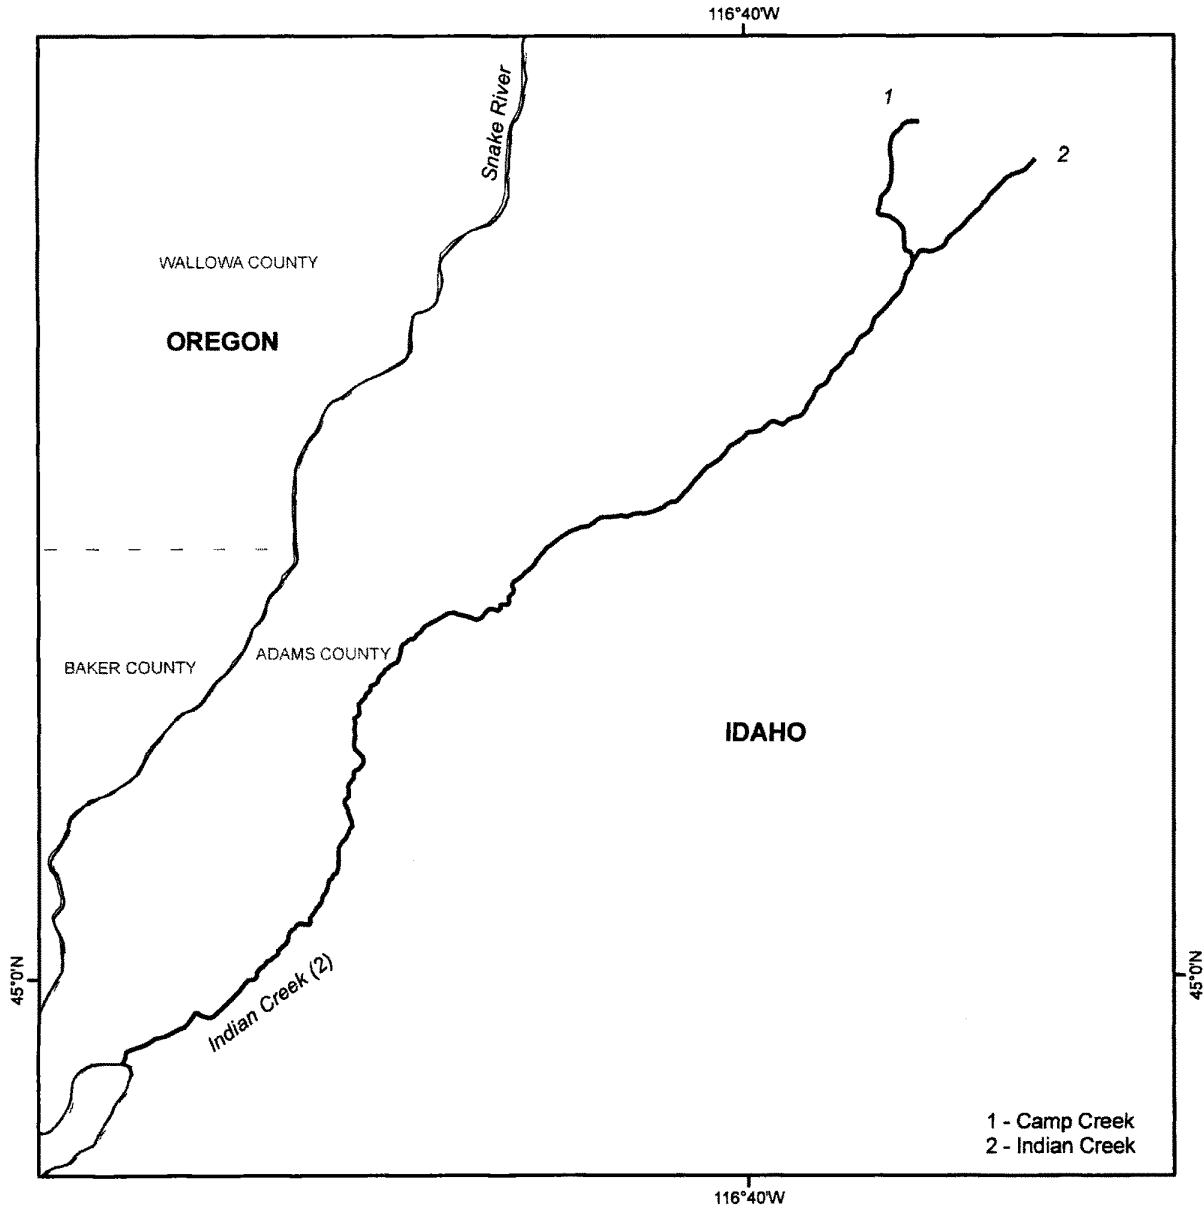 116°40'W
Snake River
1
2
WALLOWA COUNTY
OREGON
BAKER COUNTY
ADAMS COUNTY
IDAHO
45°0'N
45°0'N
Indian Creek (2)
1 - Camp Creek
2 - Indian Creek
116°40'W